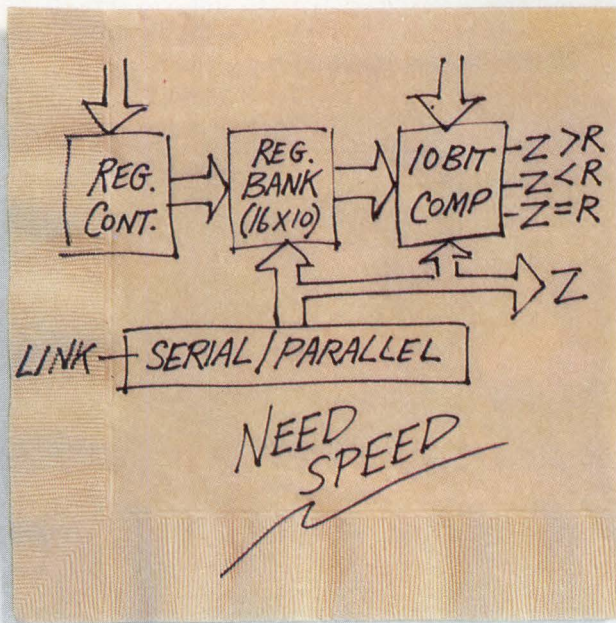 REG.
CONT.
REG.
BANK
(16X10)
10 BIT
COMP
Z>R
Z<R
Z=R
Z
LINK
SERIAL/PARALLEL
NEED
SPEED